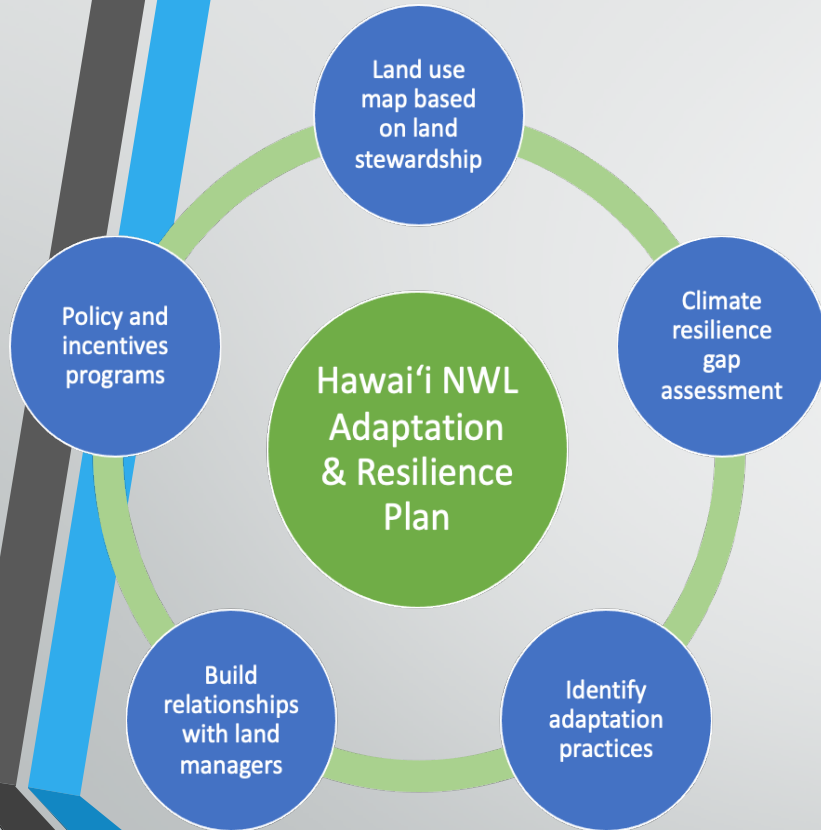 Land use
map based
on land
stewardship
Climate
resilience
gap
assessment
Identify
adaptation
practices
Build
relationships
with land
managers
Policy and
incentives
programs
Hawaiʻi NWL
Adaptation
& Resilience
Plan